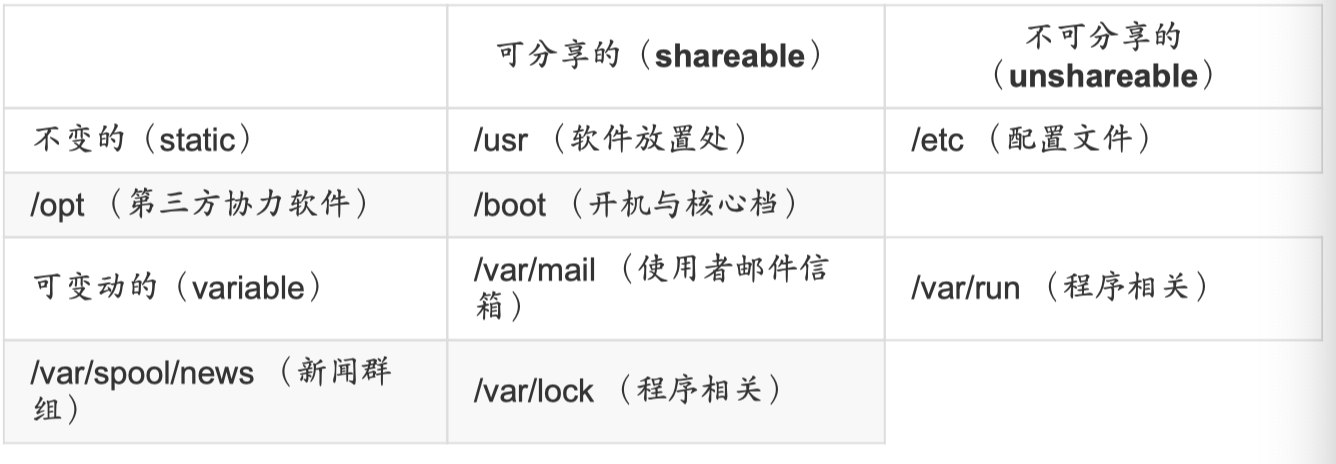 可分享的（shareable）
不可分享的
（unshareable）
不变的（static）
/usr （软件放置处）
/etc （配置文件）
/opt （第三方协力软件）
/boot （开机与核心档）
可变动的（variable）
/var/mail （使用者邮件信
箱）
/var/run （程序相关）
/var/spool/news （新闻群
组）
/var/lock （程序相关）